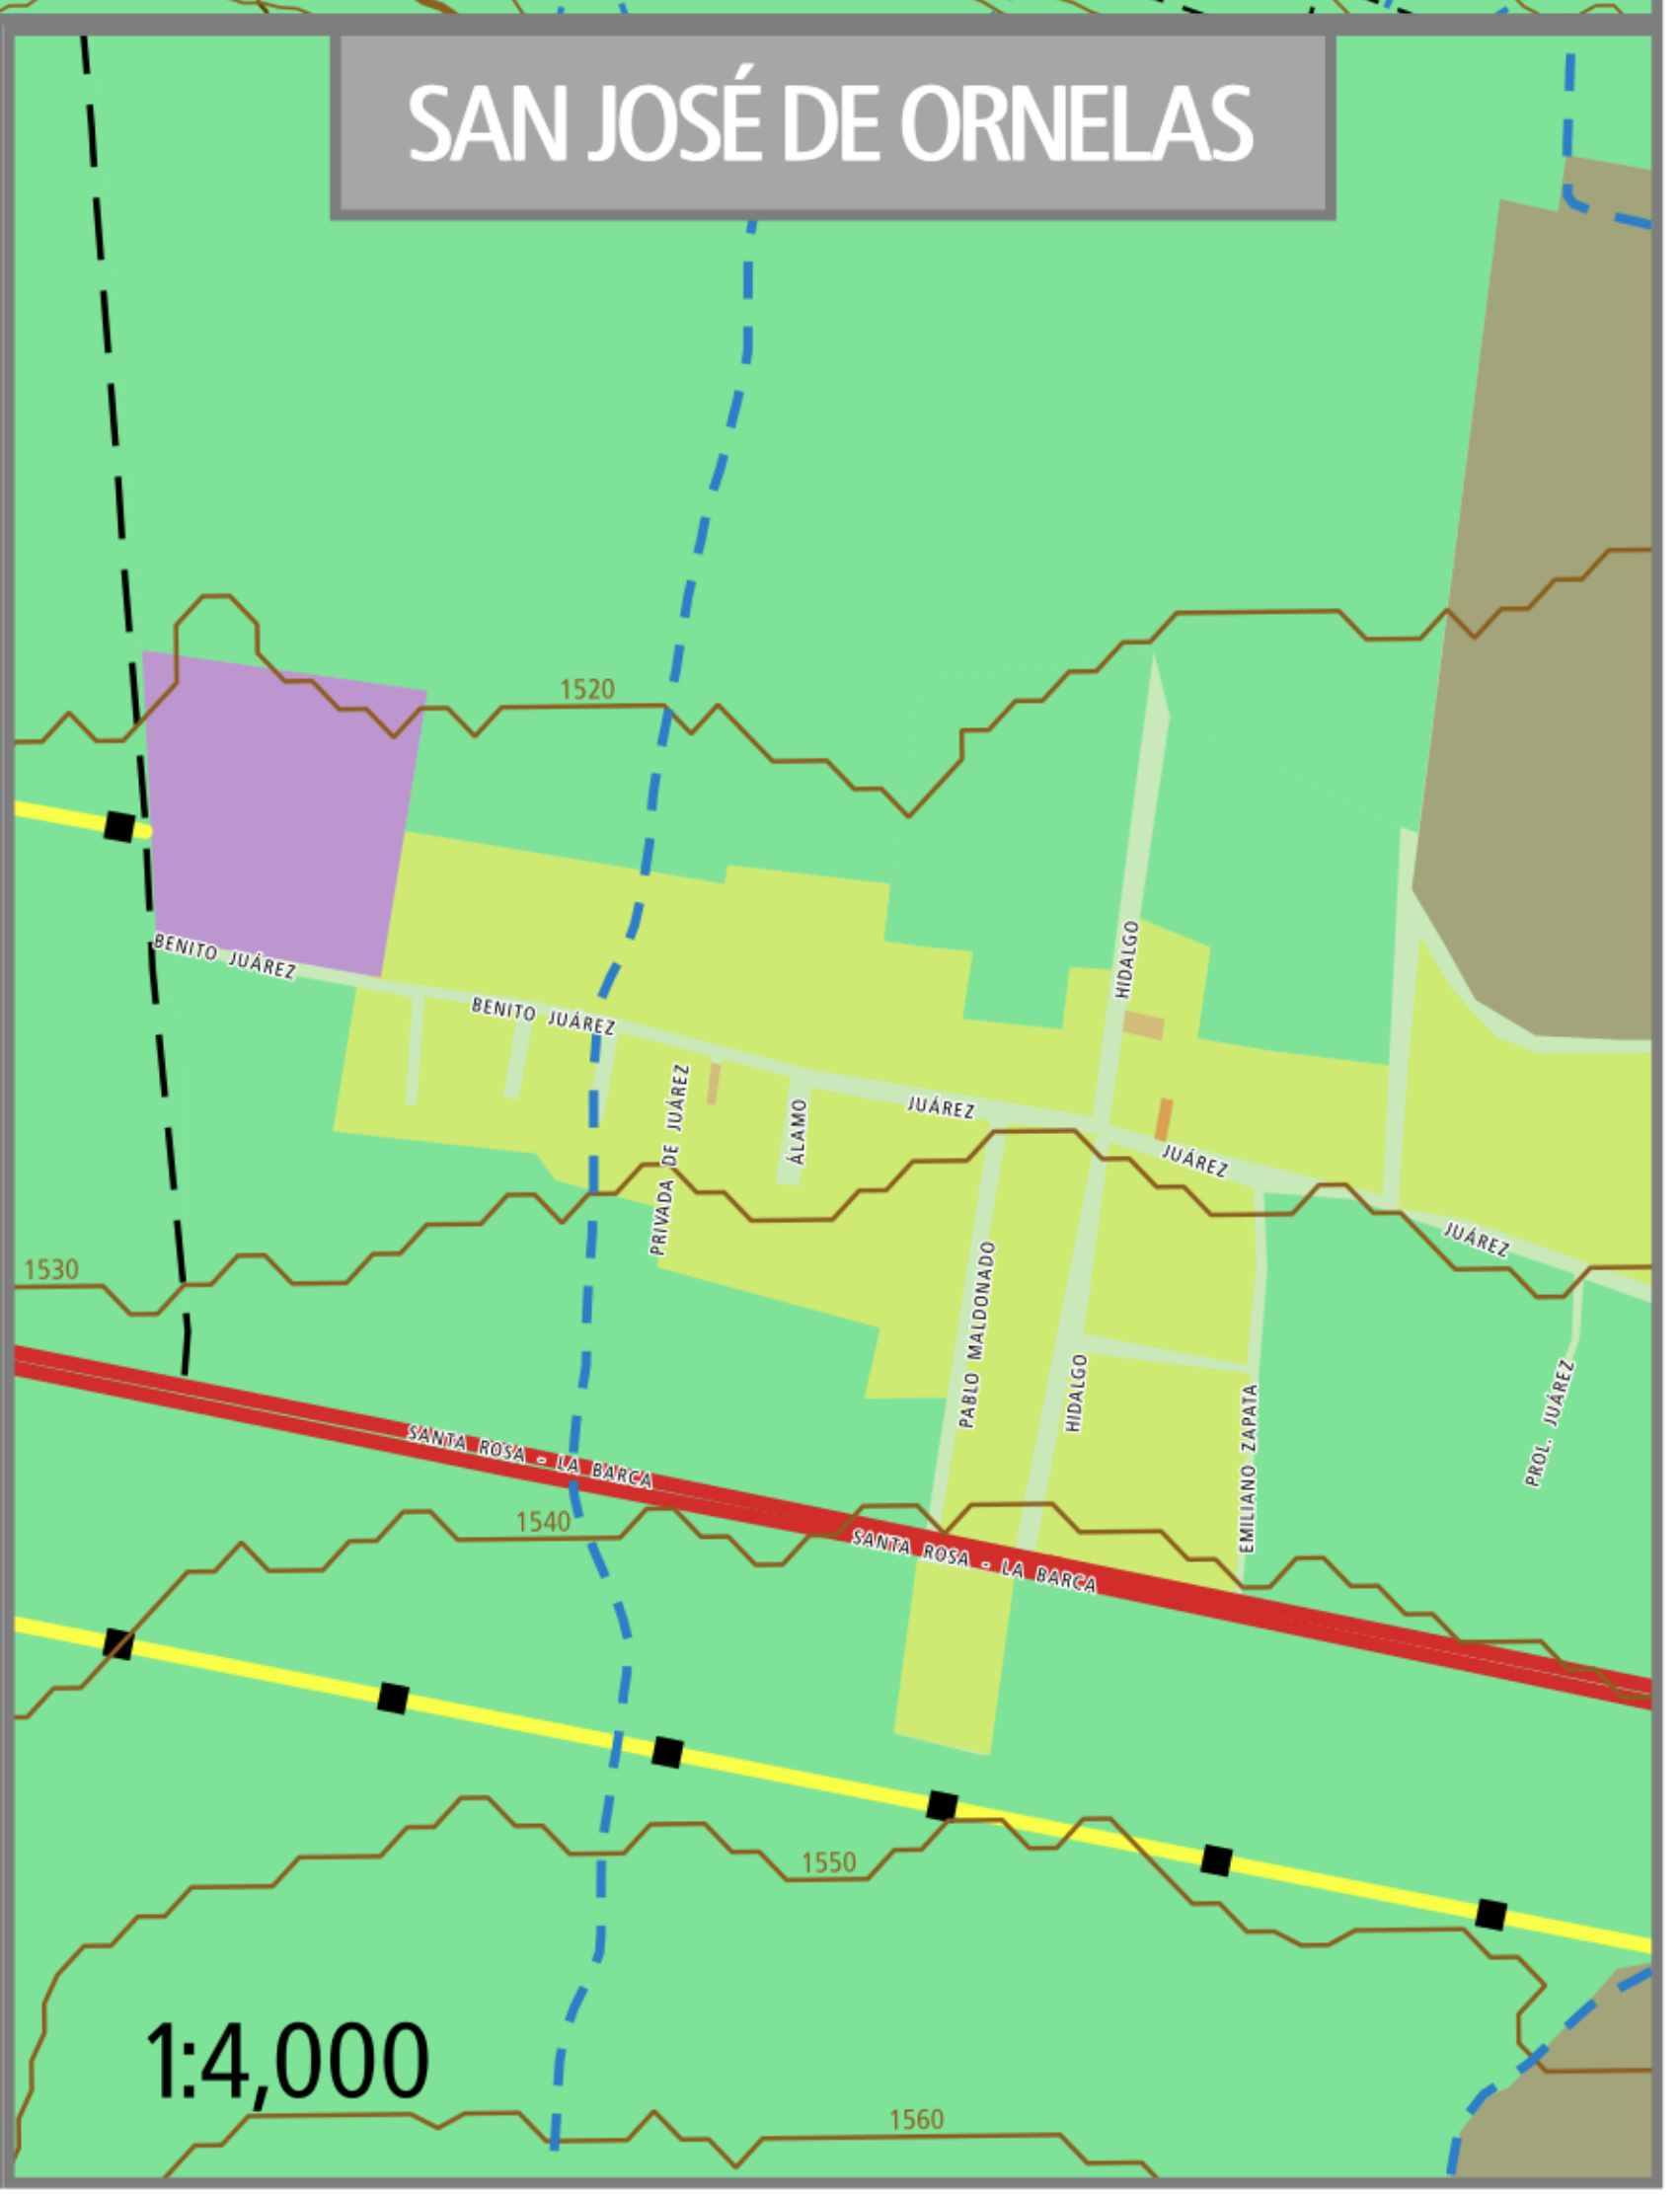 SAN JOSÉ DE ORNELAS
1520
BENITO JUÁREZ
HIDALGO
BENITO JUÁREZ
PRIVADA DE JUÁREZ
ÁLAMO
JUÁREZ
JUÁREZ
JUÁREZ
1530
PABLO MALDONADO
HIDALGO
EMILIANO ZAPATA
PROL. JUÁREZ
SANTA ROSA - LA BARCA
1540
SANTA ROSA - LA BARCA
1550
1:4,000
1560